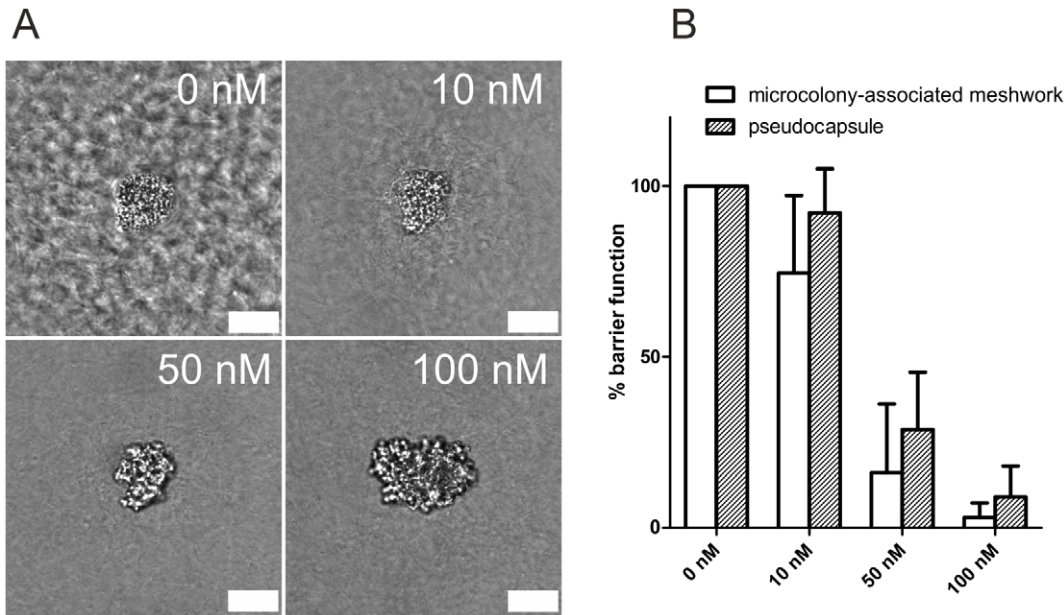 A
0 nM
10 nM
50 nM
100 nM
B
microcolony-associated meshwork
pseudocapsule
% barrier function
100
50
0
0 nM
10 nM
50 nM
100 nM